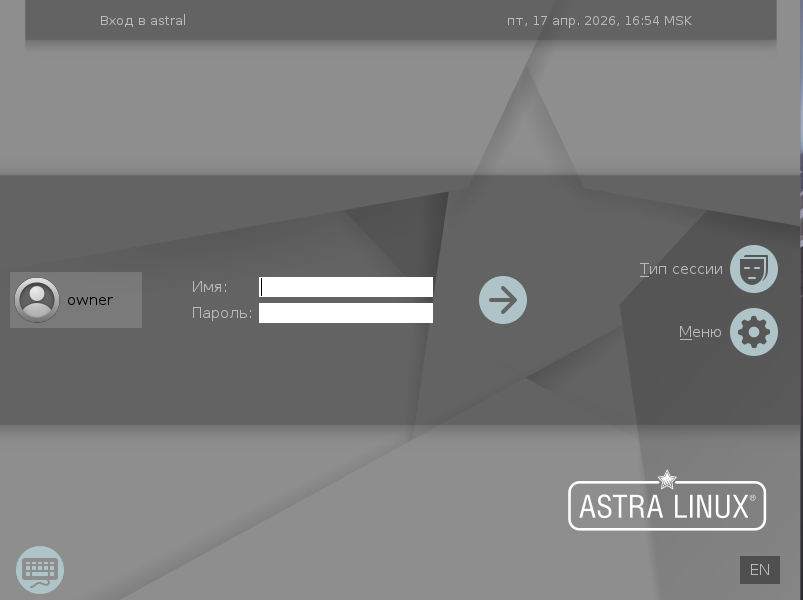 Вход в astral
пт, 17 апр. 2026, 16:54 MSK
Тип сессии
owner
Имя:
Пароль:
Меню
ASTRA LINUX®
EN